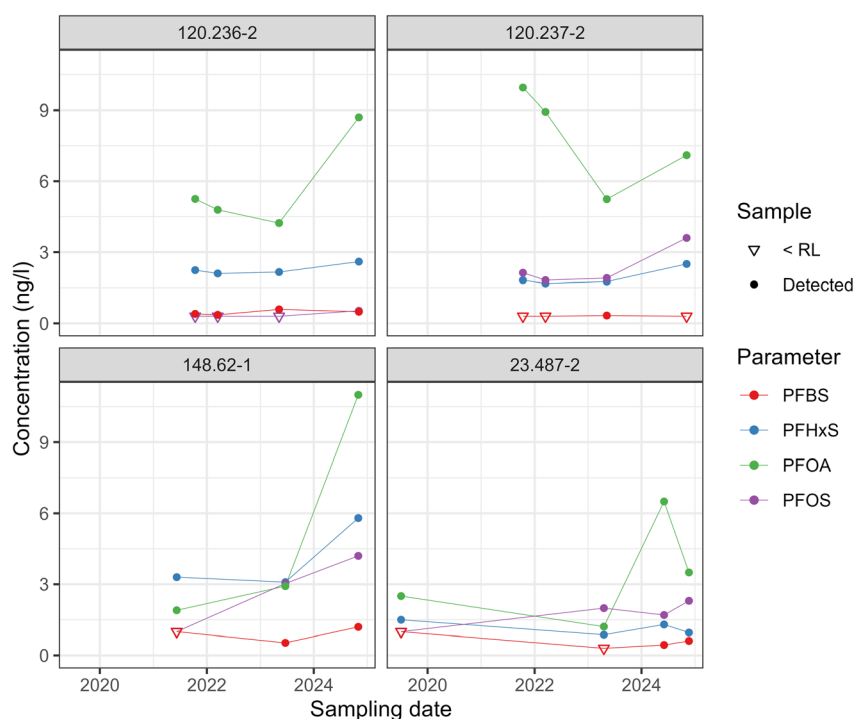 120.236-2
120.237-2
9
6
3
0
148.62-1
23.487-2
9
6
3
0
2020
2022
2024
2020
2022
2024
Sampling date
Concentration (ng/l)
Sample
< RL
Detected
Parameter
PFBS
PFHxS
PFOA
PFOS